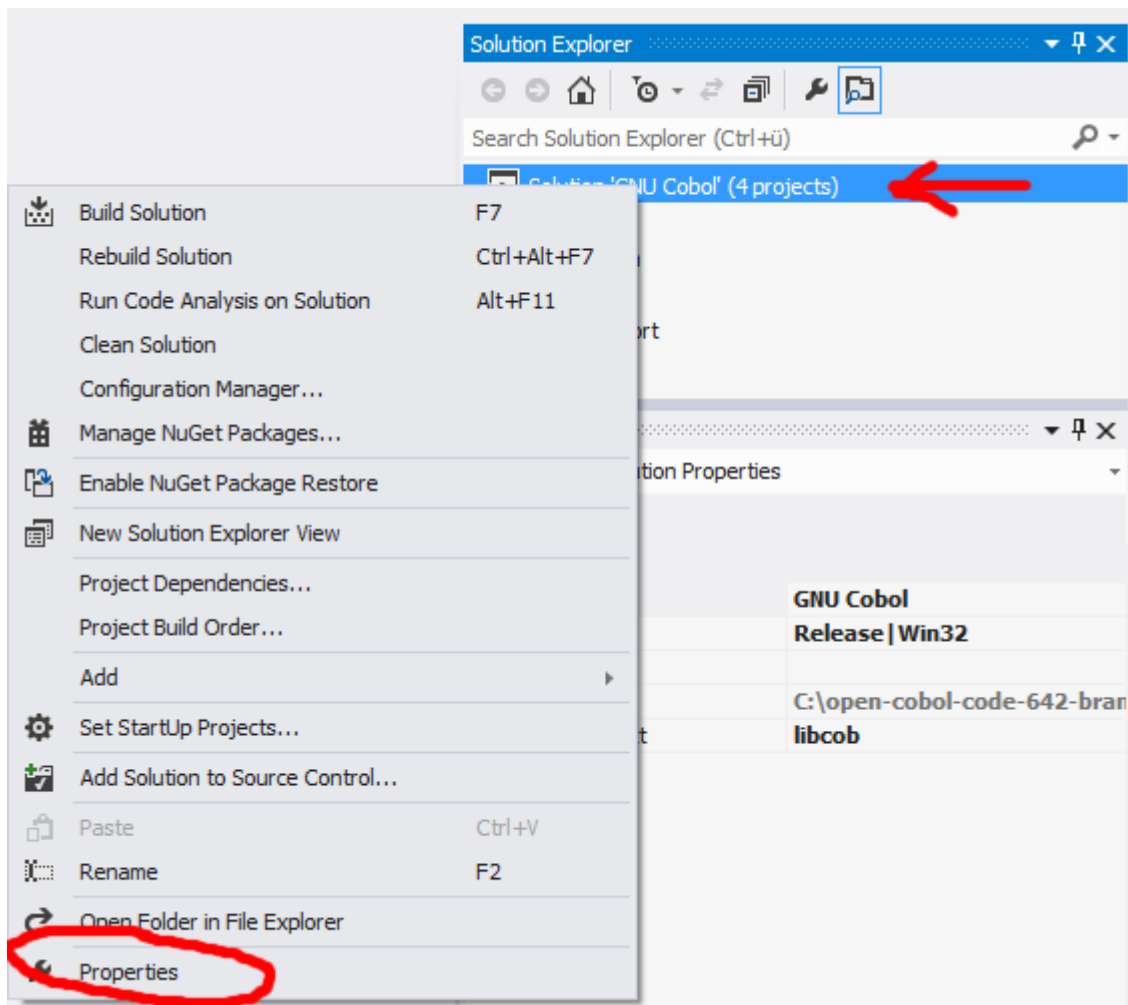 Solution Explorer
Search Solution Explorer (Ctrl+ü)
Solution 'GNU Cobol' (4 projects)
Build Solution F7
Rebuild Solution Ctrl+Alt+F7
Run Code Analysis on Solution Alt+F11
Clean Solution
Configuration Manager...
Manage NuGet Packages...
Enable NuGet Package Restore
New Solution Explorer View
Project Dependencies...
Project Build Order...
Add
Set StartUp Projects...
Add Solution to Source Control...
Paste Ctrl+V
Rename F2
Open Folder in File Explorer
Properties
ort
ution Properties
GNU Cobol
Release|Win32
C:\open-cobol-code-642-bran
t libcob